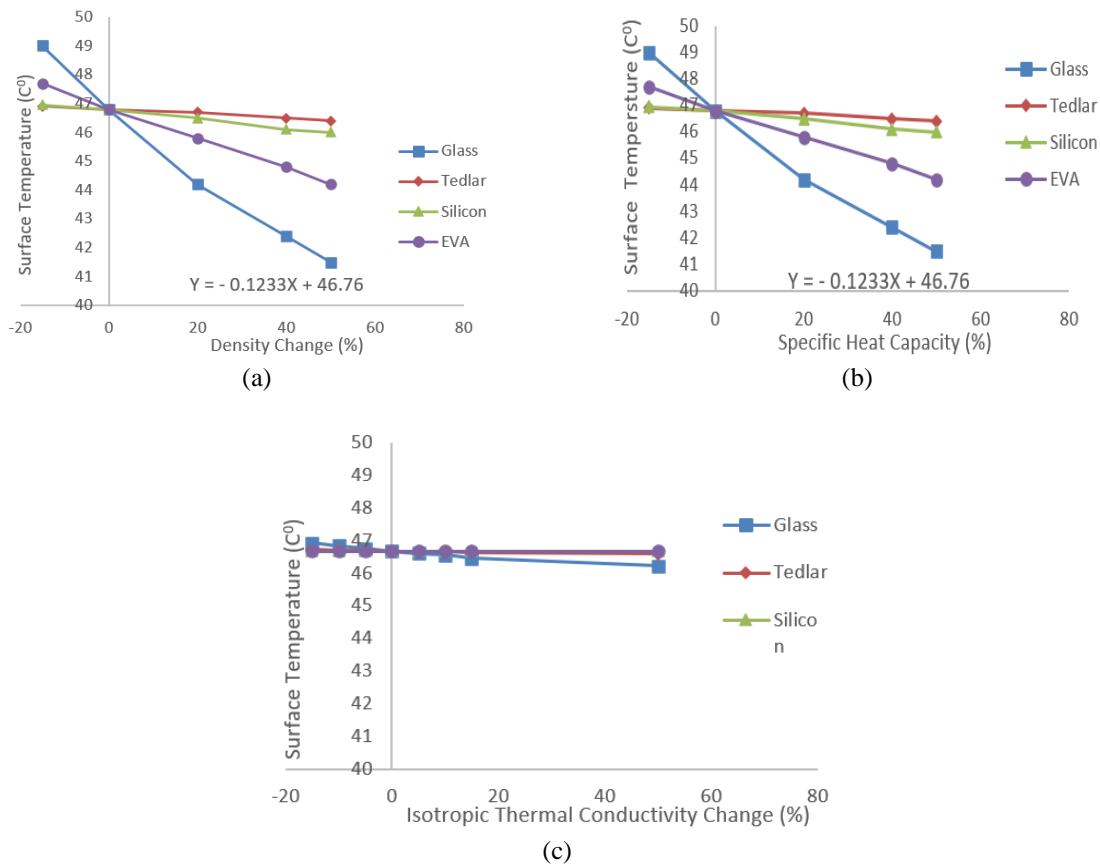 50
49
48
47
46
45
44
43
42
41
40
Surface Temperature (C⁰)
Glass
Tedlar
Silicon
EVA
Y = - 0.1233X + 46.76
-20 0 20 40 60 80
Density Change (%)
(a)
50
49
48
47
46
45
44
43
42
41
40
Surface Tempersture (C⁰)
Glass
Tedlar
Silicon
EVA
Y = - 0.1233X + 46.76
-20 0 20 40 60 80
Specific Heat Capacity (%)
(b)
50
49
48
47
46
45
44
43
42
41
40
Surface Temperature (C⁰)
Glass
Tedlar
Silico
n
-20 0 20 40 60 80
Isotropic Thermal Conductivity Change (%)
(c)